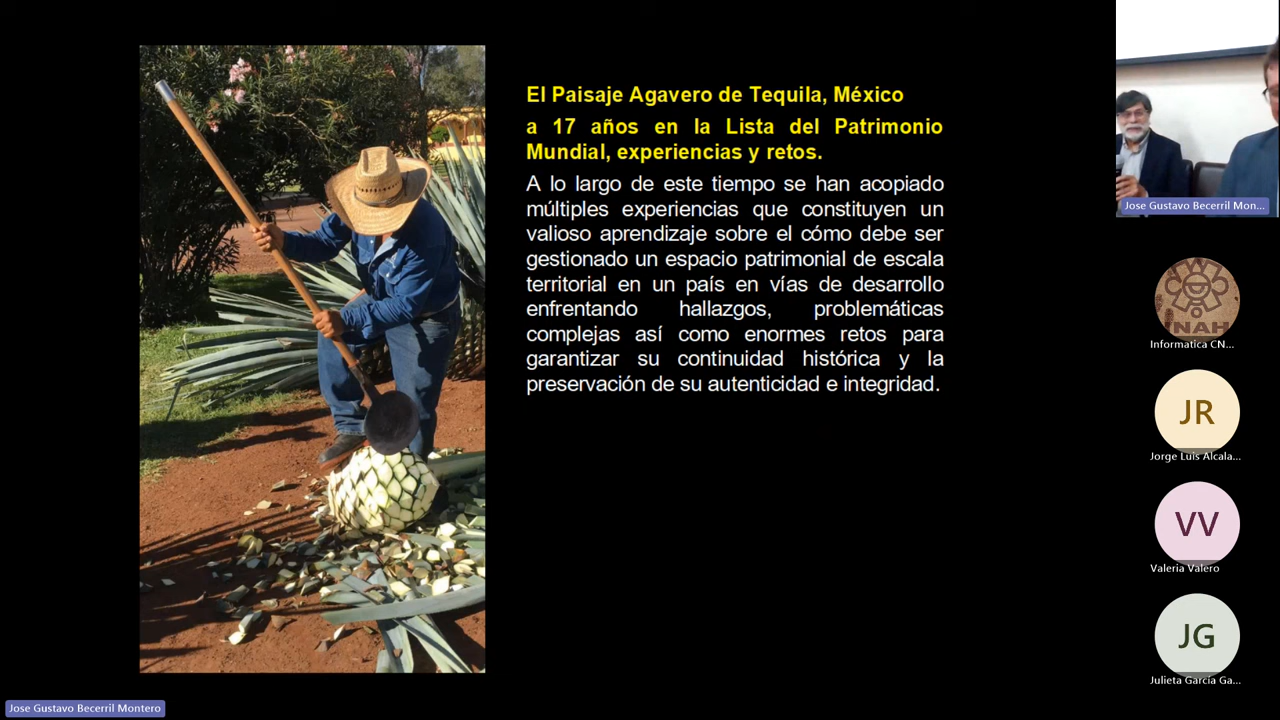 El Paisaje Agavero de Tequila, México
a 17 años en la Lista del Patrimonio
Mundial, experiencias y retos.
A lo largo de este tiempo se han acopiado
múltiples experiencias que constituyen un
valioso aprendizaje sobre el cómo debe ser
gestionado un espacio patrimonial de escala
territorial en un país en vías de desarrollo
enfrentando hallazgos, problemáticas
complejas así como enormes retos para
garantizar su continuidad histórica y la
preservación de su autenticidad e integridad.
Jose Gustavo Becerril Mon...
INAH
Informatica CN...
JR
Jorge Luis Alcala...
VV
Valeria Valero
JG
Julieta García Ga...
Jose Gustavo Becerril Montero